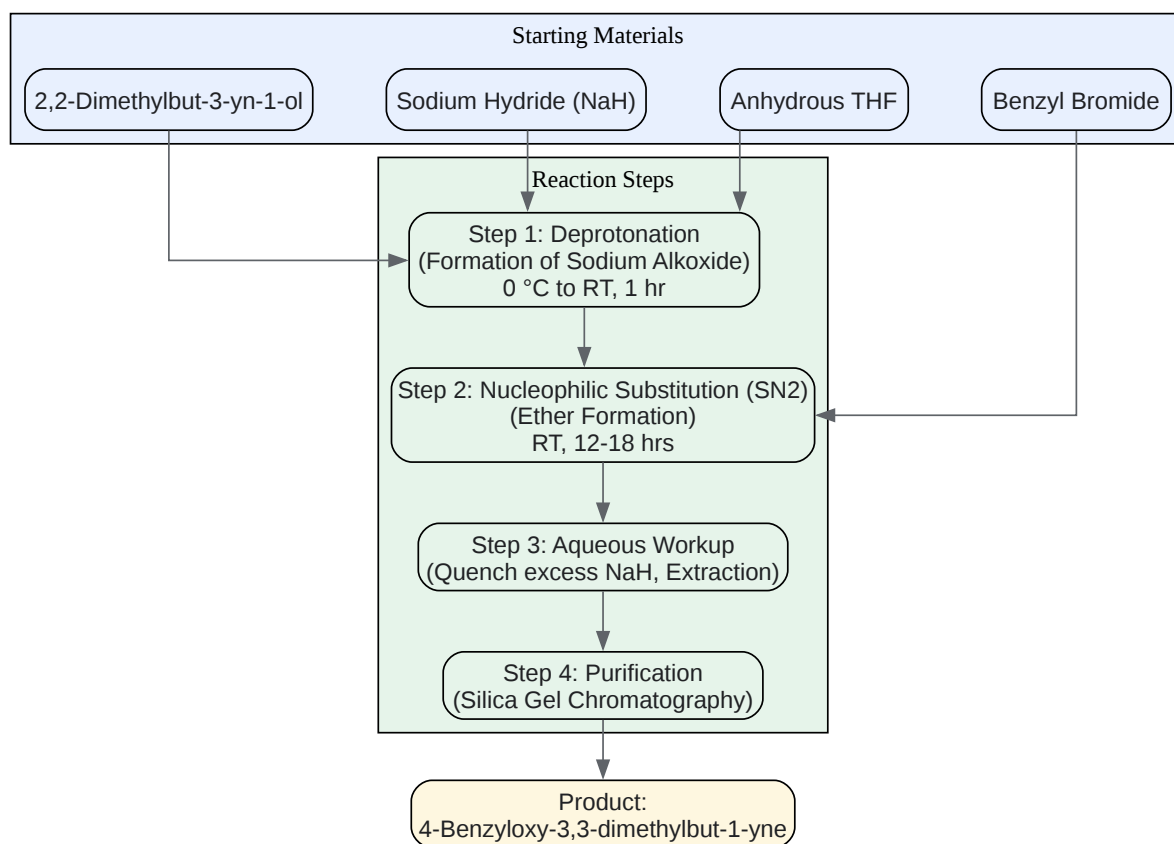 Starting Materials
2,2-Dimethylbut-3-yn-1-ol
Sodium Hydride (NaH)
Anhydrous THF
Benzyl Bromide
Reaction Steps
Step 1: Deprotonation
(Formation of Sodium Alkoxide)
0 °C to RT, 1 hr
Step 2: Nucleophilic Substitution (SN2)
(Ether Formation)
RT, 12-18 hrs
Step 3: Aqueous Workup
(Quench excess NaH, Extraction)
Step 4: Purification
(Silica Gel Chromatography)
Product:
4-Benzyloxy-3,3-dimethylbut-1-yne